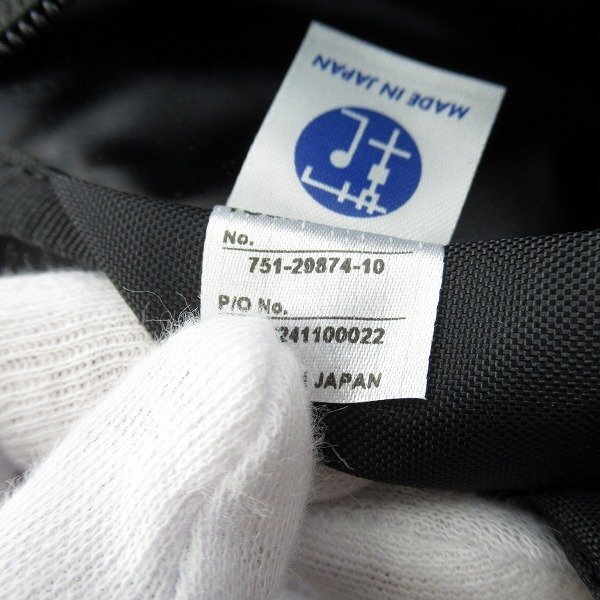 MADE IN JAPAN
No.
751-29874-10
P/O No.
241100022
JAPAN